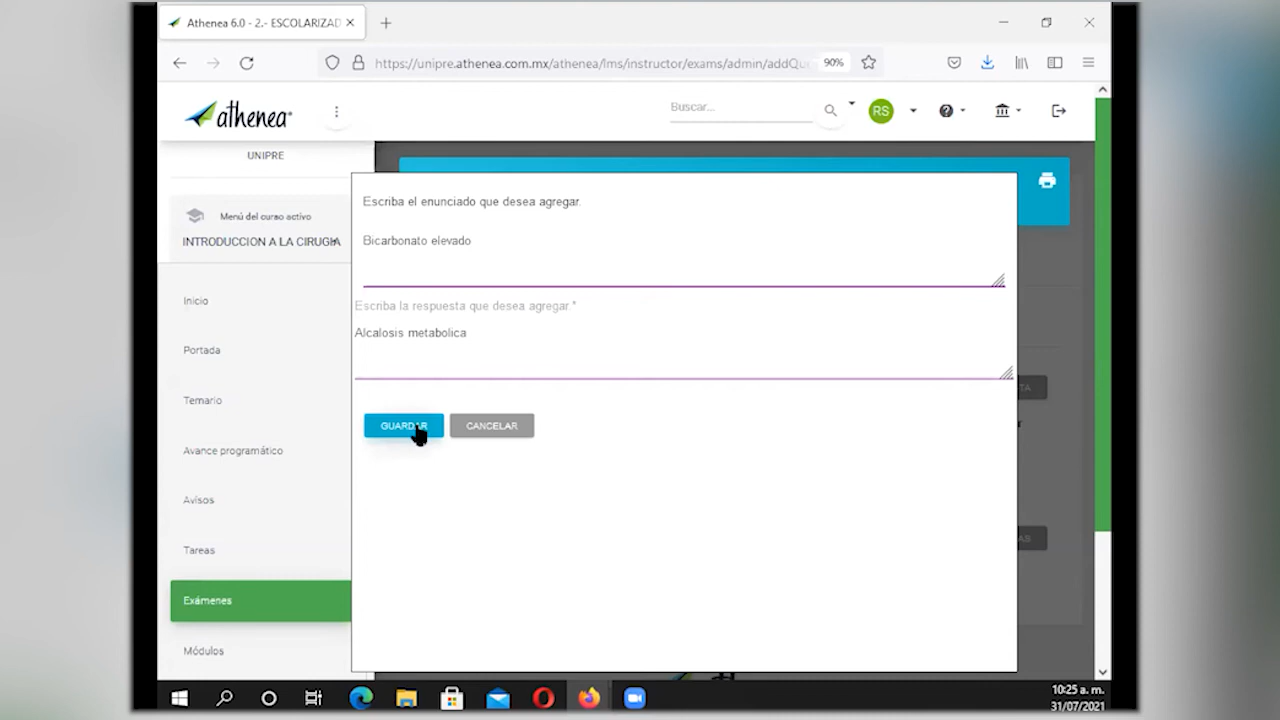 Athenea 6.0 - 2.- ESCOLARIZAD
https://unipre.athenea.com.mx/athenea/lms/instructor/exams/admin/addQu
90%
athenea®
Buscar...
RS
UNIPRE
Menú del curso activo
INTRODUCCION A LA CIRUGIA
Inicio
Portada
Temario
Avance programático
Avisos
Tareas
Exámenes
Módulos
Escriba el enunciado que desea agregar.
Bicarbonato elevado
Escriba la respuesta que desea agregar.*
Alcalosis metabolica
GUARDAR
CANCELAR
10:25 a. m.
31/07/2021